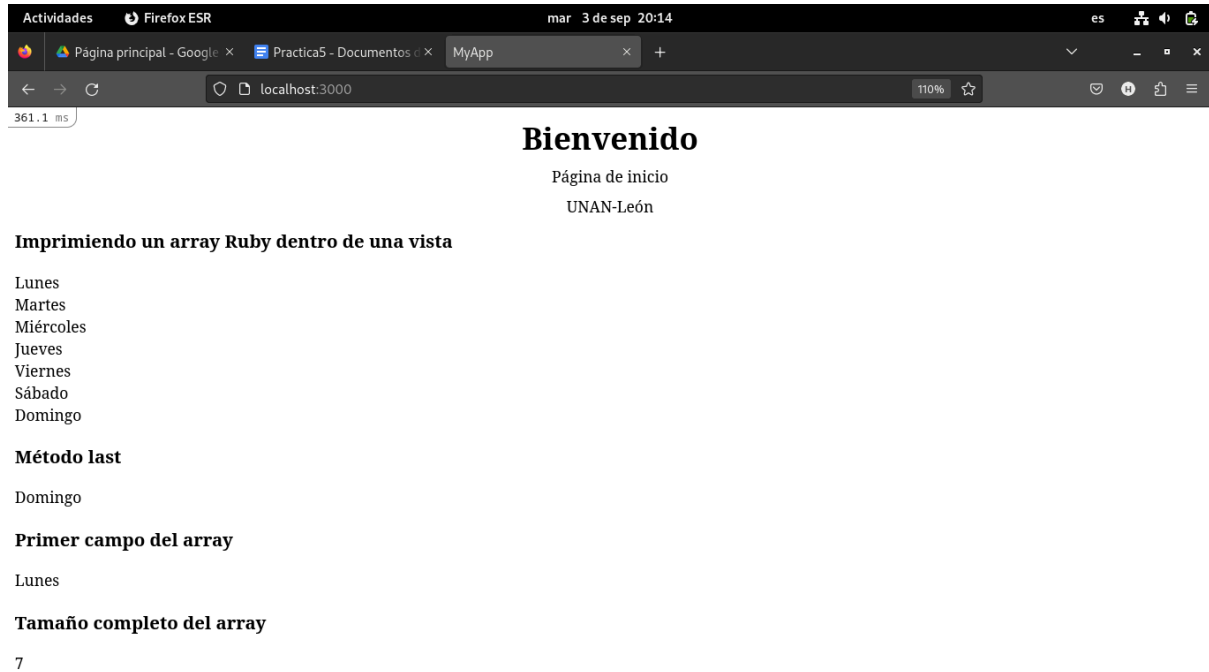 Actividades Firefox ESR mar 3 de sep 20:14 es
Página principal - Google Practica5 - Documentos d MyApp
localhost:3000 110% H
361.1 ms
Bienvenido
Página de inicio
UNAN-León
Imprimiendo un array Ruby dentro de una vista
Lunes
Martes
Miércoles
Jueves
Viernes
Sábado
Domingo
Método last
Domingo
Primer campo del array
Lunes
Tamaño completo del array
7